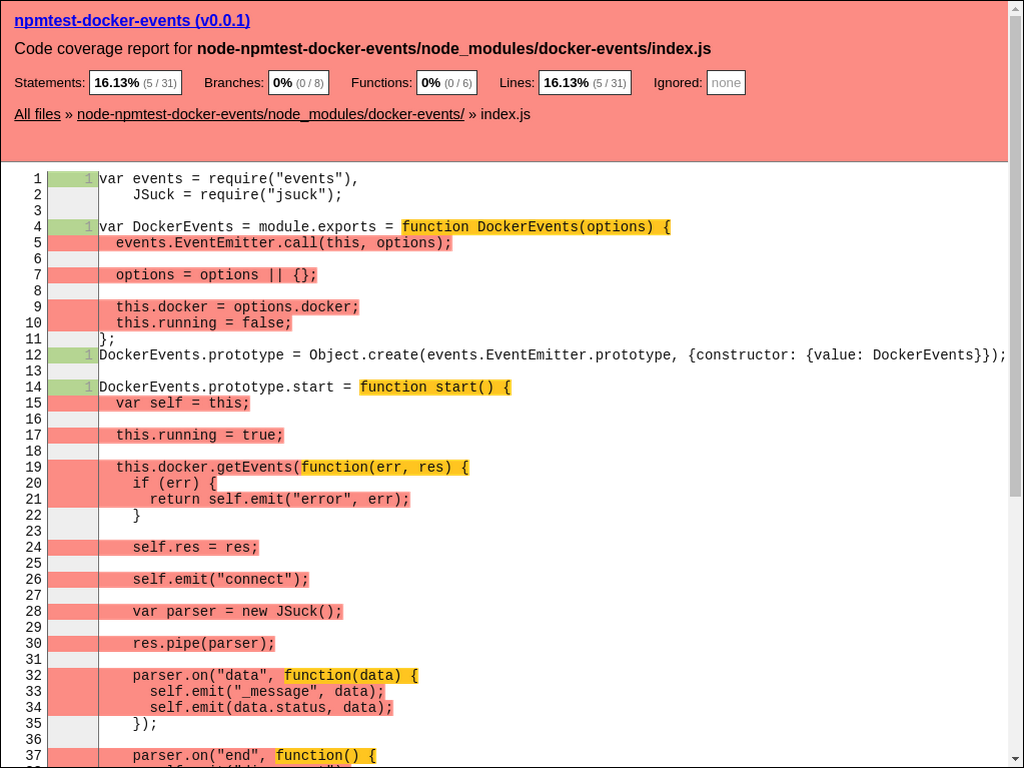 npmtest-docker-events (v0.0.1)
Code coverage report for node-npmtest-docker-events/node_modules/docker-events/index.js
Statements: 16.13% (5 / 31) Branches: 0% (0 / 8) Functions: 0% (0 / 6) Lines: 16.13% (5 / 31) Ignored: none
All files » node-npmtest-docker-events/node_modules/docker-events/ » index.js
1 1 var events = require("events"),
2     JSuck = require("jsuck");
3
4 1 var DockerEvents = module.exports = function DockerEvents(options) {
5   events.EventEmitter.call(this, options);
6
7   options = options || {};
8
9   this.docker = options.docker;
10   this.running = false;
11 };
12 1 DockerEvents.prototype = Object.create(events.EventEmitter.prototype, {constructor: {value: DockerEvents}});
13
14 1 DockerEvents.prototype.start = function start() {
15   var self = this;
16
17   this.running = true;
18
19   this.docker.getEvents(function(err, res) {
20     if (err) {
21       return self.emit("error", err);
22     }
23
24     self.res = res;
25
26     self.emit("connect");
27
28     var parser = new JSuck();
29
30     res.pipe(parser);
31
32     parser.on("data", function(data) {
33       self.emit("_message", data);
34       self.emit(data.status, data);
35     });
36
37     parser.on("end", function() {